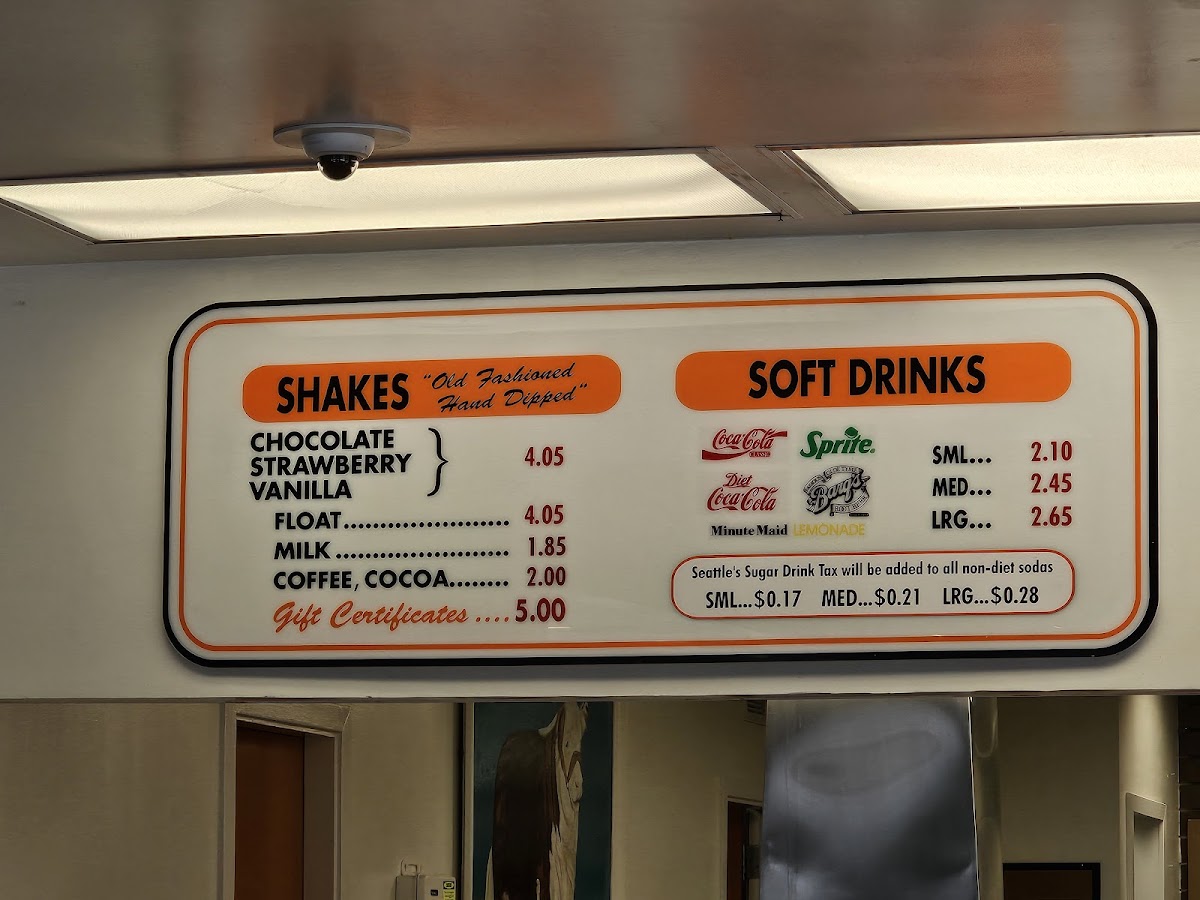 SHAKES "Old Fashioned
Hand Dipped"
CHOCOLATE
STRAWBERRY
VANILLA
4.05
FLOAT....................... 4.05
MILK ........................ 1.85
COFFEE, COCOA........ 2.00
Gift Certificates .... 5.00
SOFT DRINKS
Coca-Cola
CLASSIC
Sprite
Diet
Coca-Cola
Barq's
ROOT BEER
Minute Maid LEMONADE
SML... 2.10
MED... 2.45
LRG... 2.65
Seattle's Sugar Drink Tax will be added to all non-diet sodas
SML...$0.17 MED...$0.21 LRG...$0.28